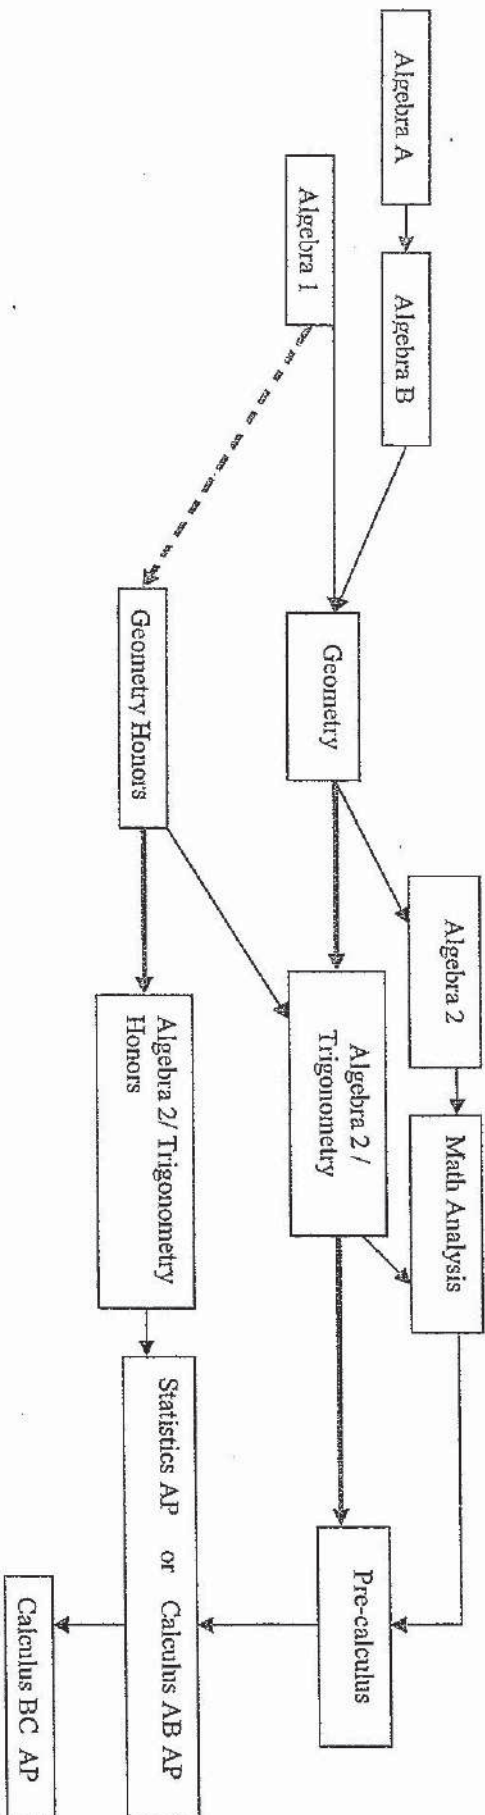 Algebra A
Algebra B
Algebra 1
Geometry
Geometry Honors
Algebra 2
Math Analysis
Algebra 2 /
Trigonometry
Algebra 2/ Trigonometry
Honors
Pre-calculus
Statistics AP or Calculus AB AP
Calculus BC AP